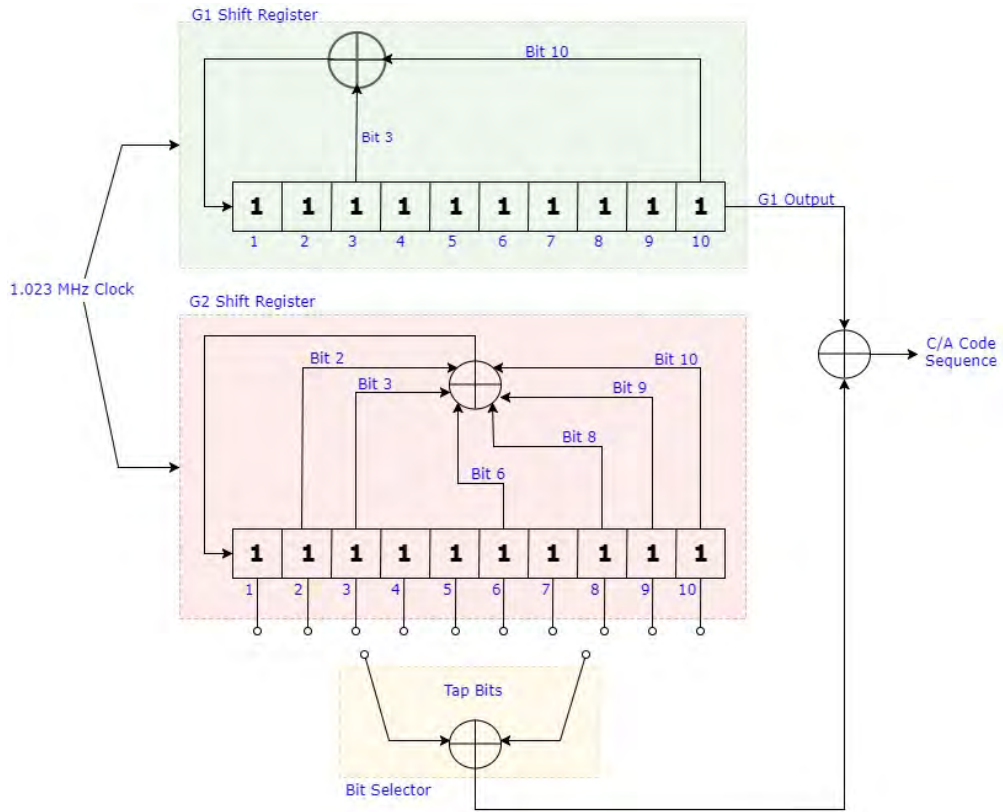 G1 Shift Register
Bit 10
Bit 3
1 1 1 1 1 1 1 1 1 1
G1 Output
1 2 3 4 5 6 7 8 9 10
1.023 MHz Clock
G2 Shift Register
C/A Code
Sequence
Bit 2
Bit 10
Bit 3
Bit 9
Bit 8
Bit 6
1 1 1 1 1 1 1 1 1 1
1 2 3 4 5 6 7 8 9 10
Tap Bits
Bit Selector